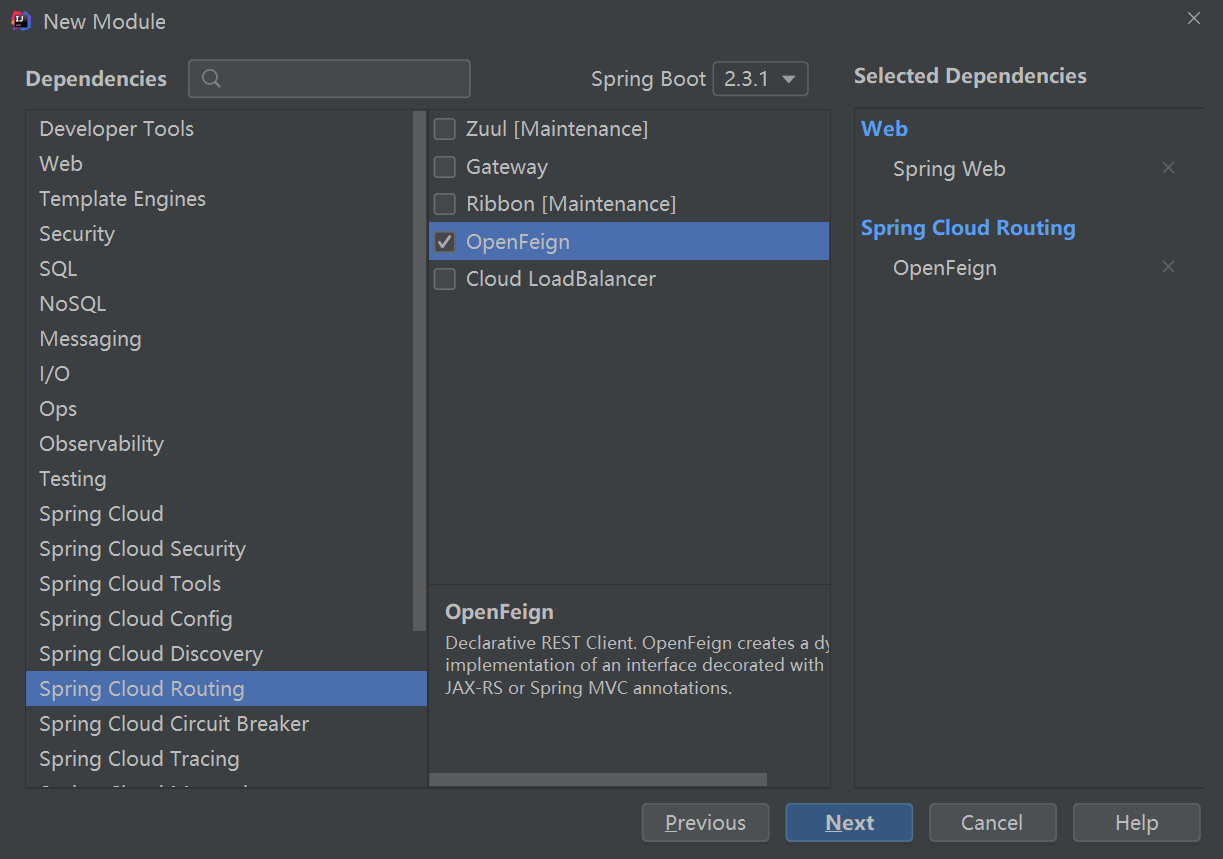 New Module
Dependencies
Spring Boot 2.3.1
Selected Dependencies
Developer Tools
Web
Template Engines
Security
SQL
NoSQL
Messaging
I/O
Ops
Observability
Testing
Spring Cloud
Spring Cloud Security
Spring Cloud Tools
Spring Cloud Config
Spring Cloud Discovery
Spring Cloud Routing
Spring Cloud Circuit Breaker
Spring Cloud Tracing
Zuul [Maintenance]
Gateway
Ribbon [Maintenance]
OpenFeign
Cloud LoadBalancer
OpenFeign
Declarative REST Client. OpenFeign creates a dy
implementation of an interface decorated with
JAX-RS or Spring MVC annotations.
Web
Spring Web
Spring Cloud Routing
OpenFeign
Previous
Next
Cancel
Help